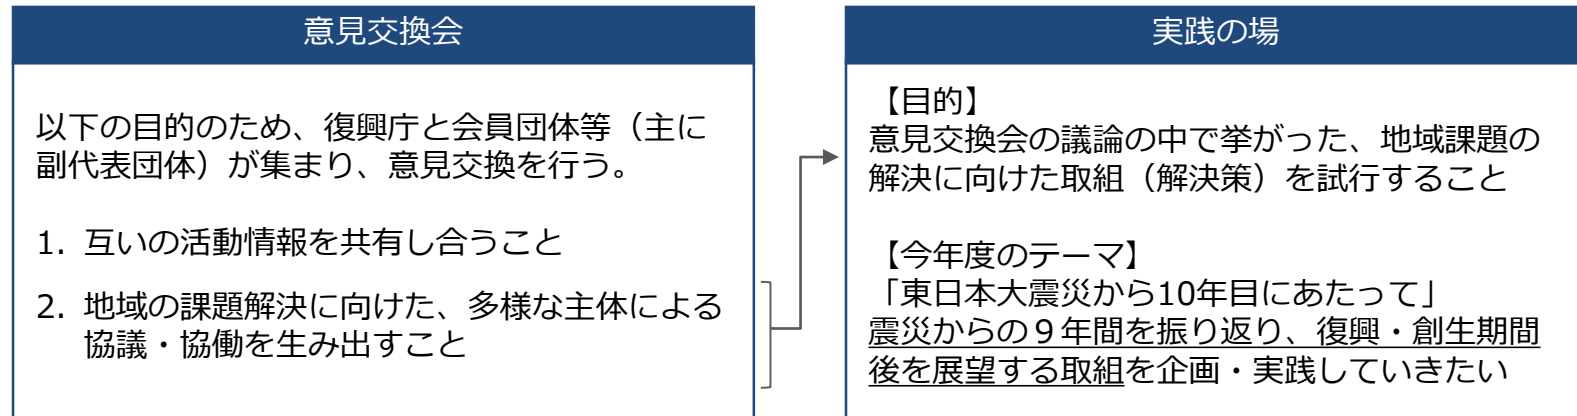 意見交換会
以下の目的のため、復興庁と会員団体等（主に
副代表団体）が集まり、意見交換を行う。
1. 互いの活動情報を共有し合うこと
2. 地域の課題解決に向けた、多様な主体による
協議・協働を生み出すこと
実践の場
【目的】
意見交換会の議論の中で挙がった、地域課題の
解決に向けた取組（解決策）を試行すること
【今年度のテーマ】
「東日本大震災から10年目にあたって」
震災からの９年間を振り返り、復興・創生期間
後を展望する取組を企画・実践していきたい